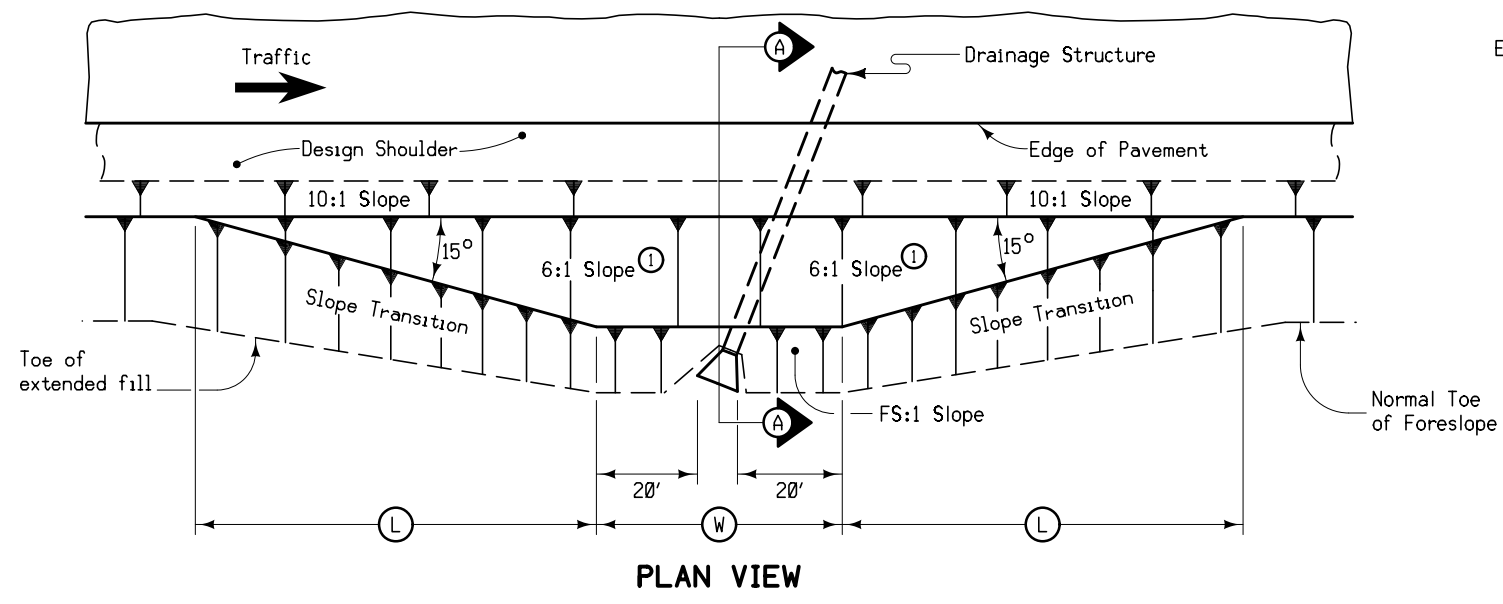 Traffic
A
Drainage Structure
E
Design Shoulder
Edge of Pavement
10:1 Slope
10:1 Slope
15°
6:1 Slope 1
6:1 Slope 1
15°
Slope Transition
Slope Transition
Toe of
extended fill
A
FS:1 Slope
Normal Toe
of Foreslope
20'
20'
L
W
L
PLAN VIEW